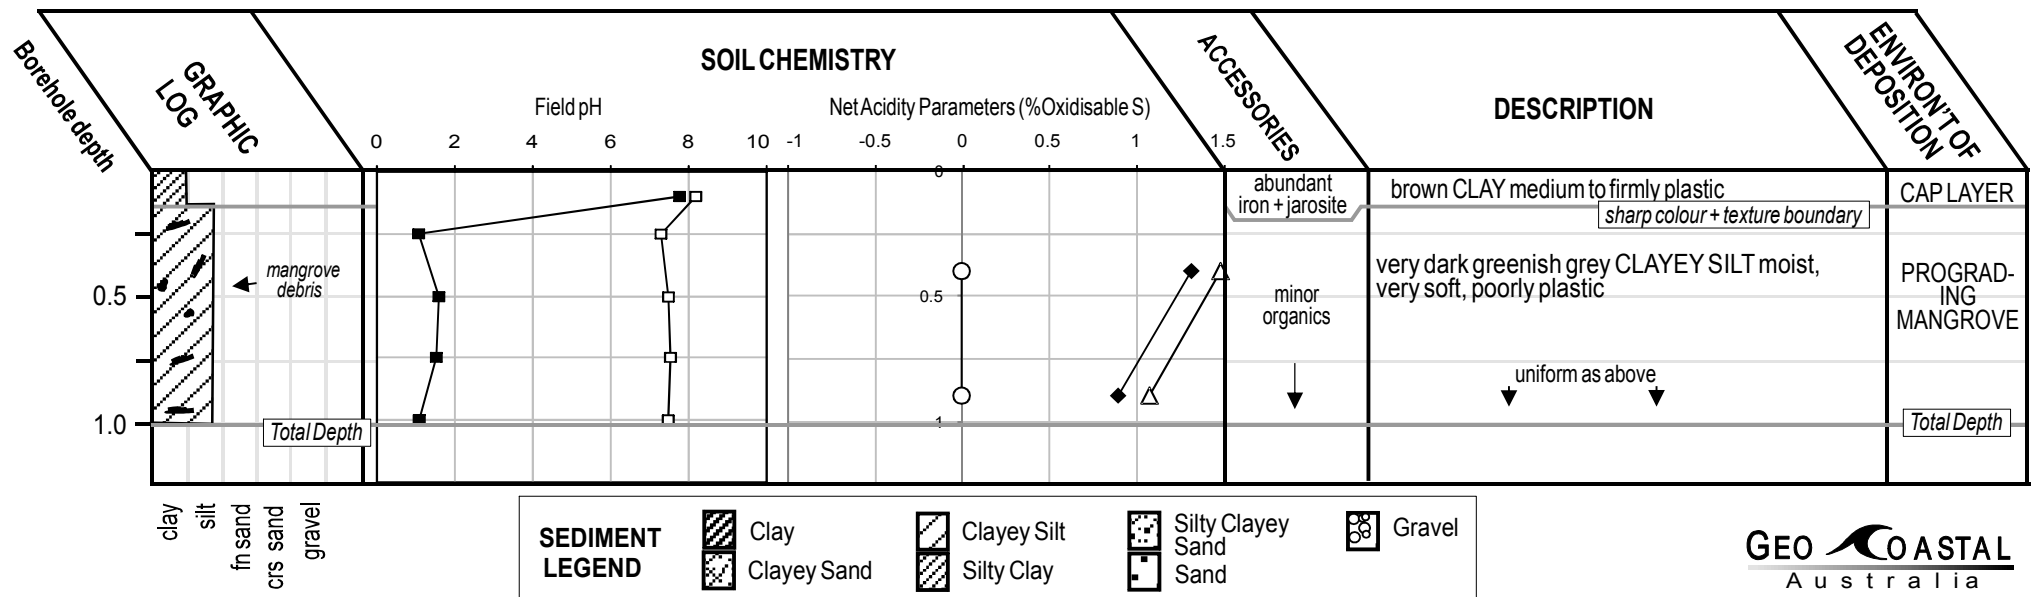 Borehole depth
GRAPHIC
LOG
SOIL CHEMISTRY
Field pH
Net Acidity Parameters (%Oxidisable S)
0 2 4 6 8 10 -1 -0.5 0 0.5 1 1.5
ACCESSORIES
DESCRIPTION
ENVIRON'T OF
DEPOSITION
0
abundant
iron + jarosite
brown CLAY medium to firmly plastic
CAP LAYER
sharp colour + texture boundary
mangrove
debris
very dark greenish grey CLAYEY SILT moist,
very soft, poorly plastic
PROGRAD-
ING
MANGROVE
0.5
0.5
minor
organics
uniform as above
1.0
1
Total Depth
Total Depth
clay
silt
fn sand
crs sand
gravel
SEDIMENT
LEGEND
Clay
Clayey Sand
Clayey Silt
Silty Clay
Silty Clayey
Sand
Sand
Gravel
GEO COASTAL
Australia